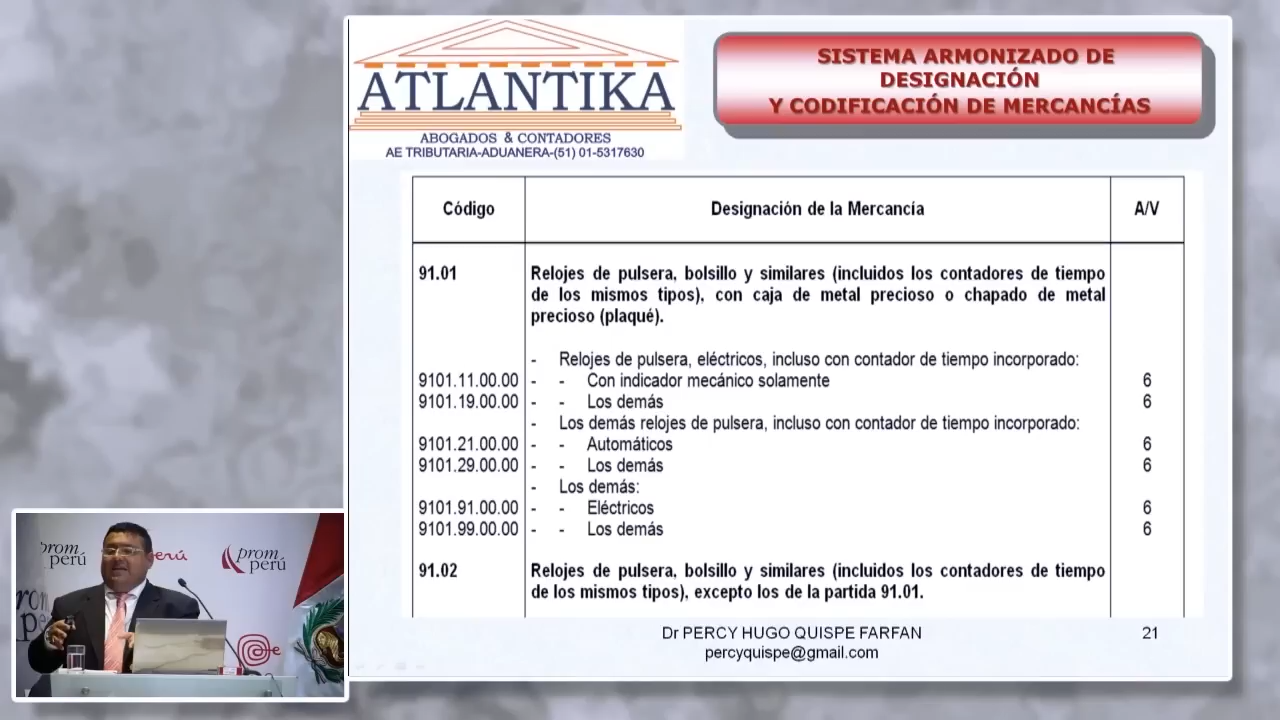 ATLANTIKA
ABOGADOS & CONTADORES
AE TRIBUTARIA-ADUANERA-(51) 01-5317630
SISTEMA ARMONIZADO DE
DESIGNACIÓN
Y CODIFICACIÓN DE MERCANCÍAS
Código Designación de la Mercancía A/V
91.01 Relojes de pulsera, bolsillo y similares (incluidos los contadores de tiempo
de los mismos tipos), con caja de metal precioso o chapado de metal
precioso (plaqué).
- Relojes de pulsera, eléctricos, incluso con contador de tiempo incorporado:
9101.11.00.00 - - Con indicador mecánico solamente 6
9101.19.00.00 - - Los demás 6
- Los demás relojes de pulsera, incluso con contador de tiempo incorporado:
9101.21.00.00 - - Automáticos 6
9101.29.00.00 - - Los demás 6
- Los demás:
9101.91.00.00 - - Eléctricos 6
9101.99.00.00 - - Los demás 6
91.02 Relojes de pulsera, bolsillo y similares (incluidos los contadores de tiempo
de los mismos tipos), excepto los de la partida 91.01.
Dr PERCY HUGO QUISPE FARFAN 21
percyquispe@gmail.com
prom
perú
prom
perú